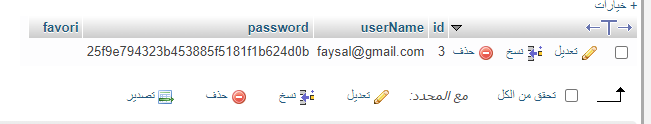 + خيارات
id userName password favori
تعديل نسخ حذف 3 faysal@gmail.com 25f9e794323b453885f5181f1b624d0b
تحقق من الكل مع المحدد: تعديل نسخ حذف تصدير